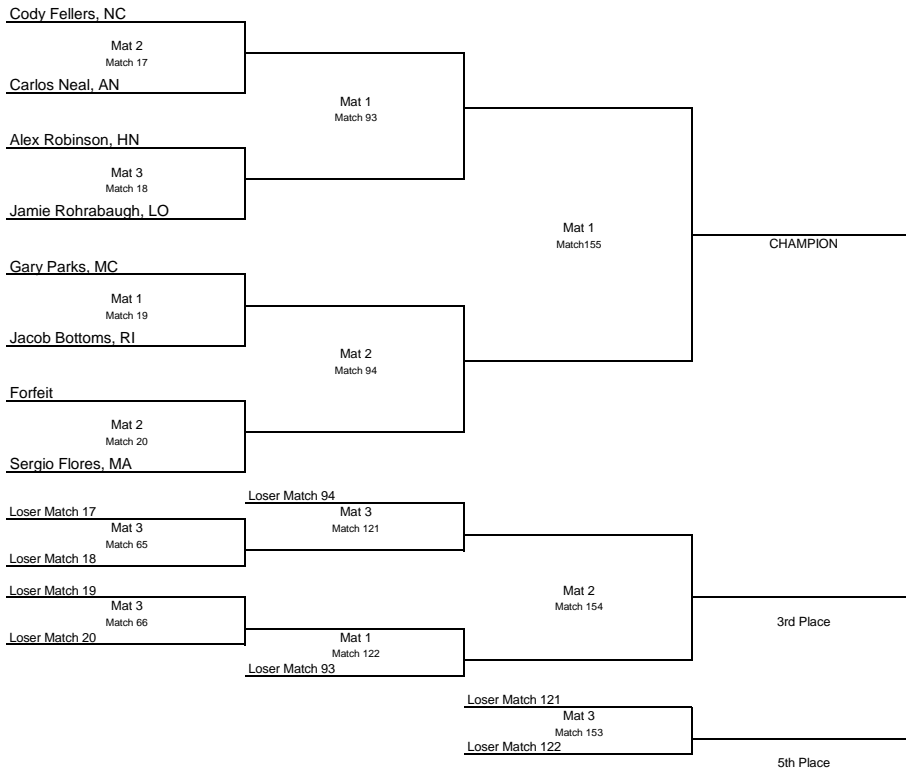 Cody Fellers, NC
Mat 2
Match 17
Carlos Neal, AN
Mat 1
Match 93
Alex Robinson, HN
Mat 3
Match 18
Jamie Rohrabaugh, LO
Mat 1
Match155
CHAMPION
Gary Parks, MC
Mat 1
Match 19
Jacob Bottoms, RI
Mat 2
Match 94
Forfeit
Mat 2
Match 20
Sergio Flores, MA
Loser Match 94
Loser Match 17
Mat 3
Match 121
Mat 3
Match 65
Loser Match 18
Loser Match 19
Mat 2
Match 154
Mat 3
Match 66
3rd Place
Loser Match 20
Mat 1
Match 122
Loser Match 93
Loser Match 121
Mat 3
Match 153
Loser Match 122
5th Place